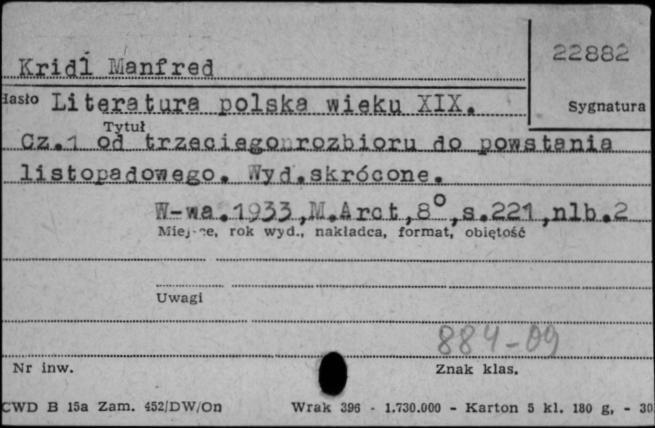 22882
Kridl Manfred
Hasło Literatura polska wieku XIX.
Sygnatura
Tytuł
Cz.1 od trzeciego rozbioru do powstania
listopadowego. Wyd.skrócone.
W-wa.1933,M.Arct,8°,s.221,nlb.2
Miejsce, rok wyd., nakładca, format, objętość
Uwagi
884-09
Nr inw.
Znak klas.
CWD B 15a Zam. 452/DW/On Wrak 396 - 1.730.000 - Karton 5 kl. 180 g, - 30